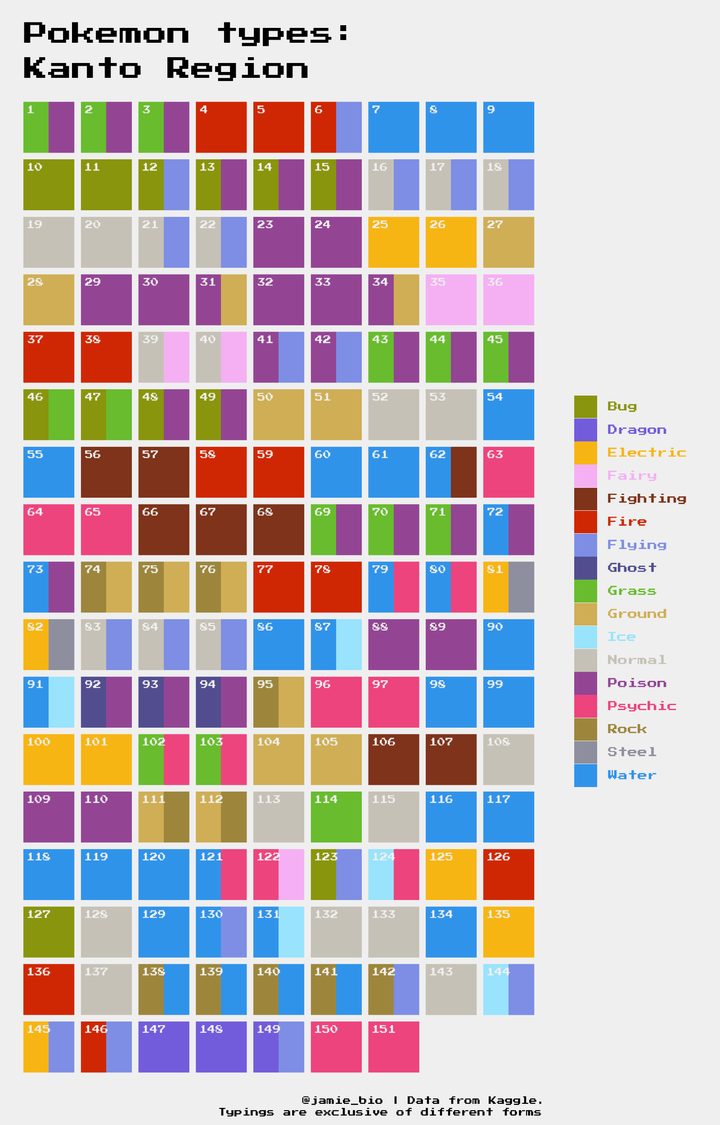 Pokemon types:
Kanto Region
1 2 3 4 5 6 7 8 9
10 11 12 13 14 15 16 17 18
19 20 21 22 23 24 25 26 27
28 29 30 31 32 33 34 35 36
37 38 39 40 41 42 43 44 45
46 47 48 49 50 51 52 53 54
55 56 57 58 59 60 61 62 63
64 65 66 67 68 69 70 71 72
73 74 75 76 77 78 79 80 81
82 83 84 85 86 87 88 89 90
91 92 93 94 95 96 97 98 99
100 101 102 103 104 105 106 107 108
109 110 111 112 113 114 115 116 117
118 119 120 121 122 123 124 125 126
127 128 129 130 131 132 133 134 135
136 137 138 139 140 141 142 143 144
145 146 147 148 149 150 151
Bug
Dragon
Electric
Fairy
Fighting
Fire
Flying
Ghost
Grass
Ground
Ice
Normal
Poison
Psychic
Rock
Steel
Water
@jamie_bio | Data from Kaggle.
Typings are exclusive of different forms